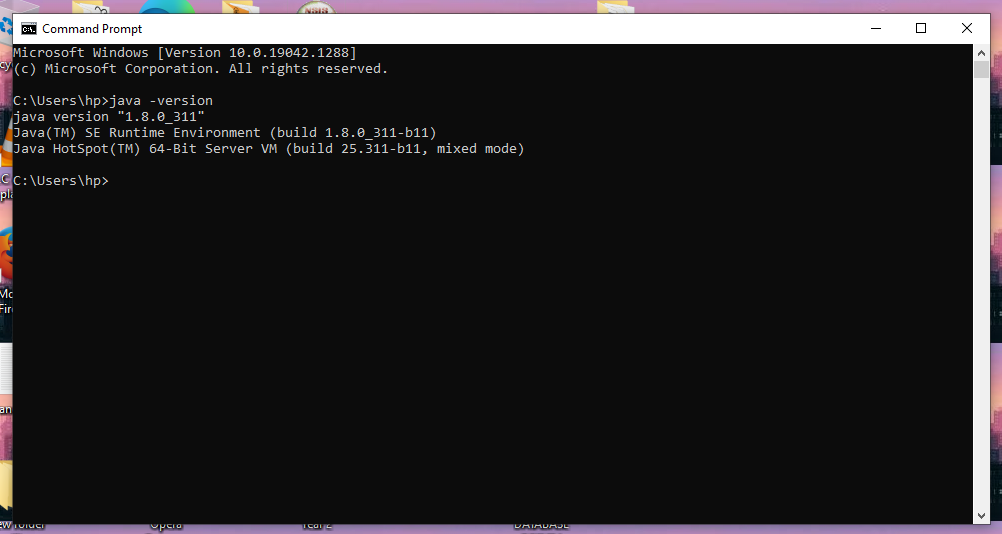 Command Prompt
Microsoft Windows [Version 10.0.19042.1288]
(c) Microsoft Corporation. All rights reserved.
C:\Users\hp>java -version
java version "1.8.0_311"
Java(TM) SE Runtime Environment (build 1.8.0_311-b11)
Java HotSpot(TM) 64-Bit Server VM (build 25.311-b11, mixed mode)
C:\Users\hp>
Opera
Year 2
DATABASE